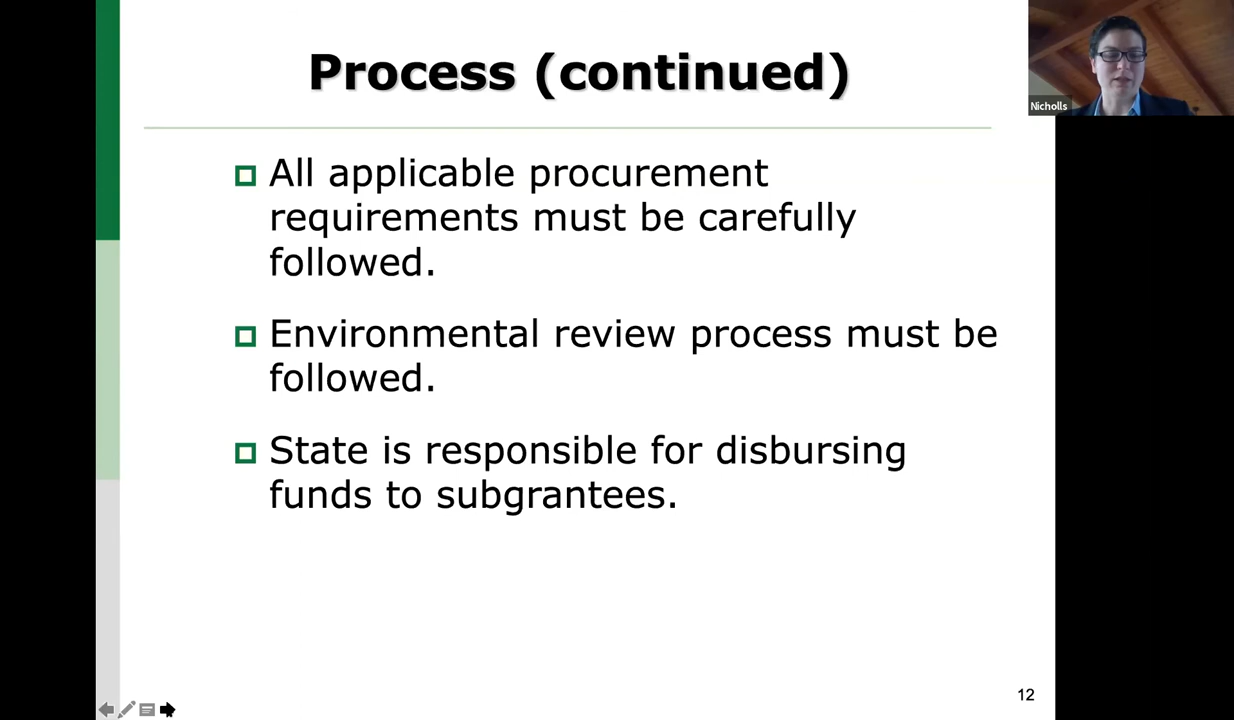 Process (continued)
Nicholls
All applicable procurement
requirements must be carefully
followed.
Environmental review process must be
followed.
State is responsible for disbursing
funds to subgrantees.
12